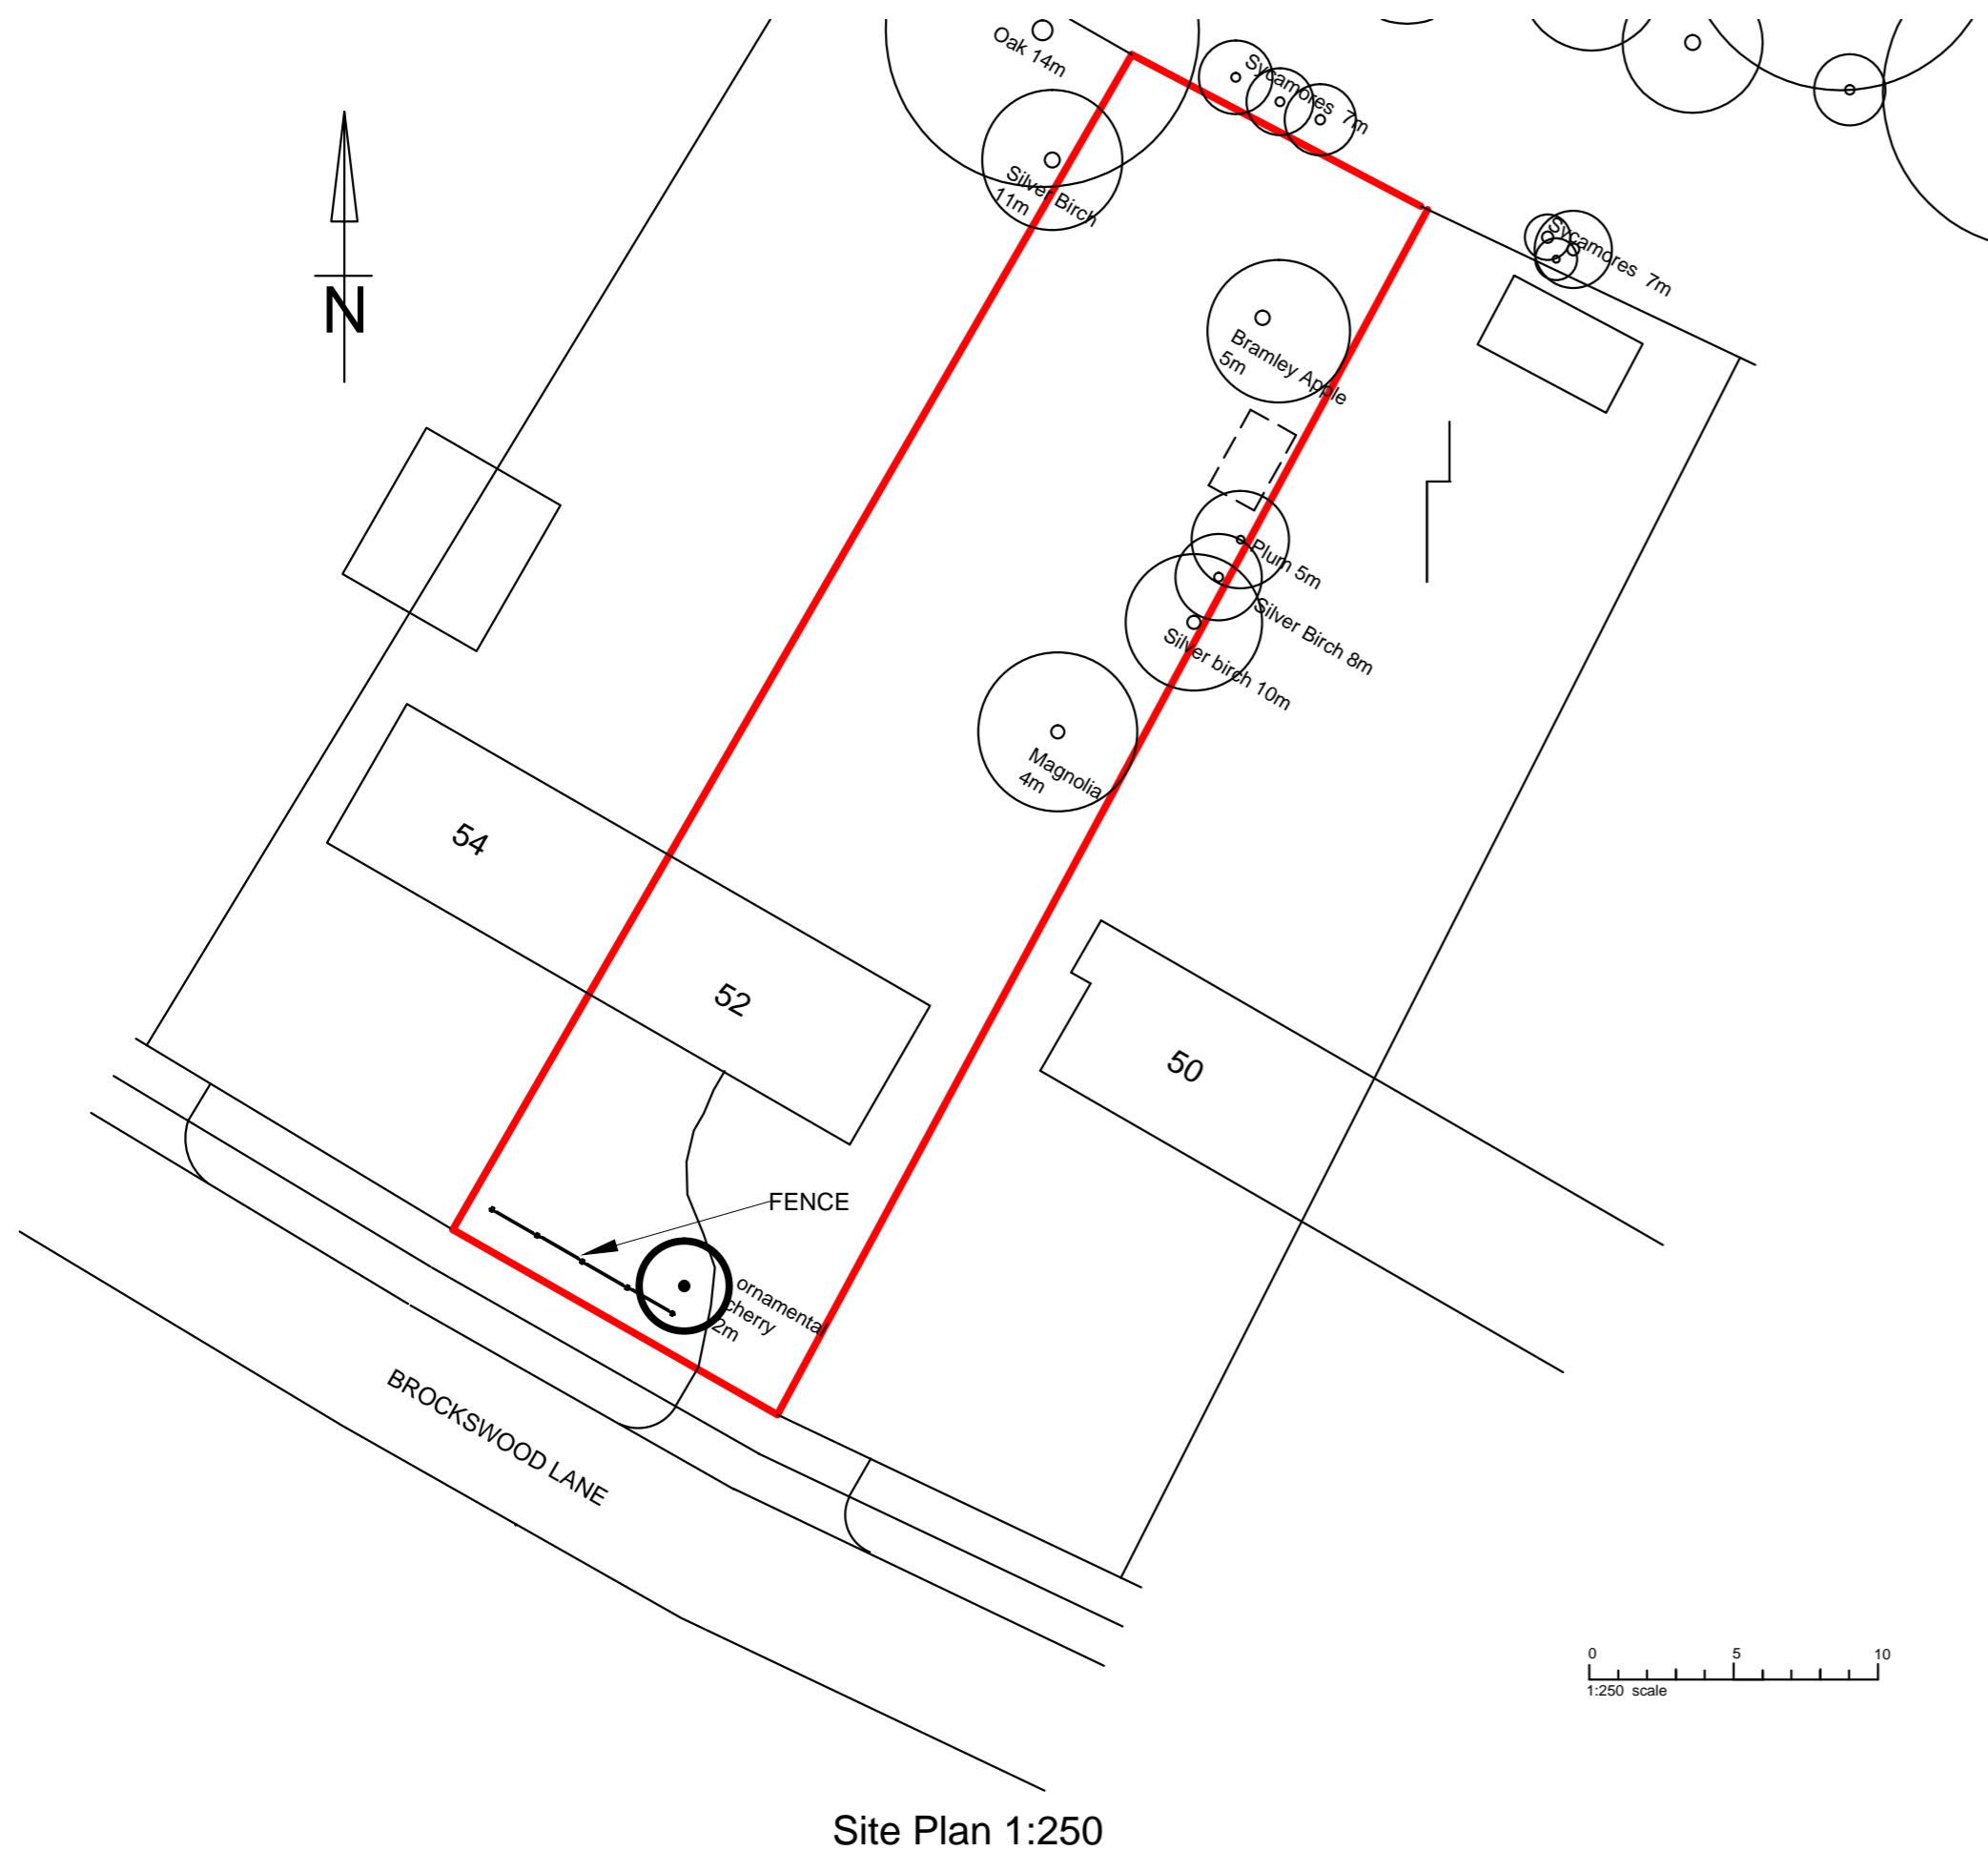 Oak 14m
Sycamores 7m
Silver Birch
11m
Sycamores 7m
N
Bramley Apple
5m
Plum 5m
Silver Birch 8m
Silver birch 10m
Magnolia
4m
54
52
50
FENCE
ornamental
cherry
2m
BROCKSWOOD LANE
0 5 10
1:250 scale
Site Plan 1:250